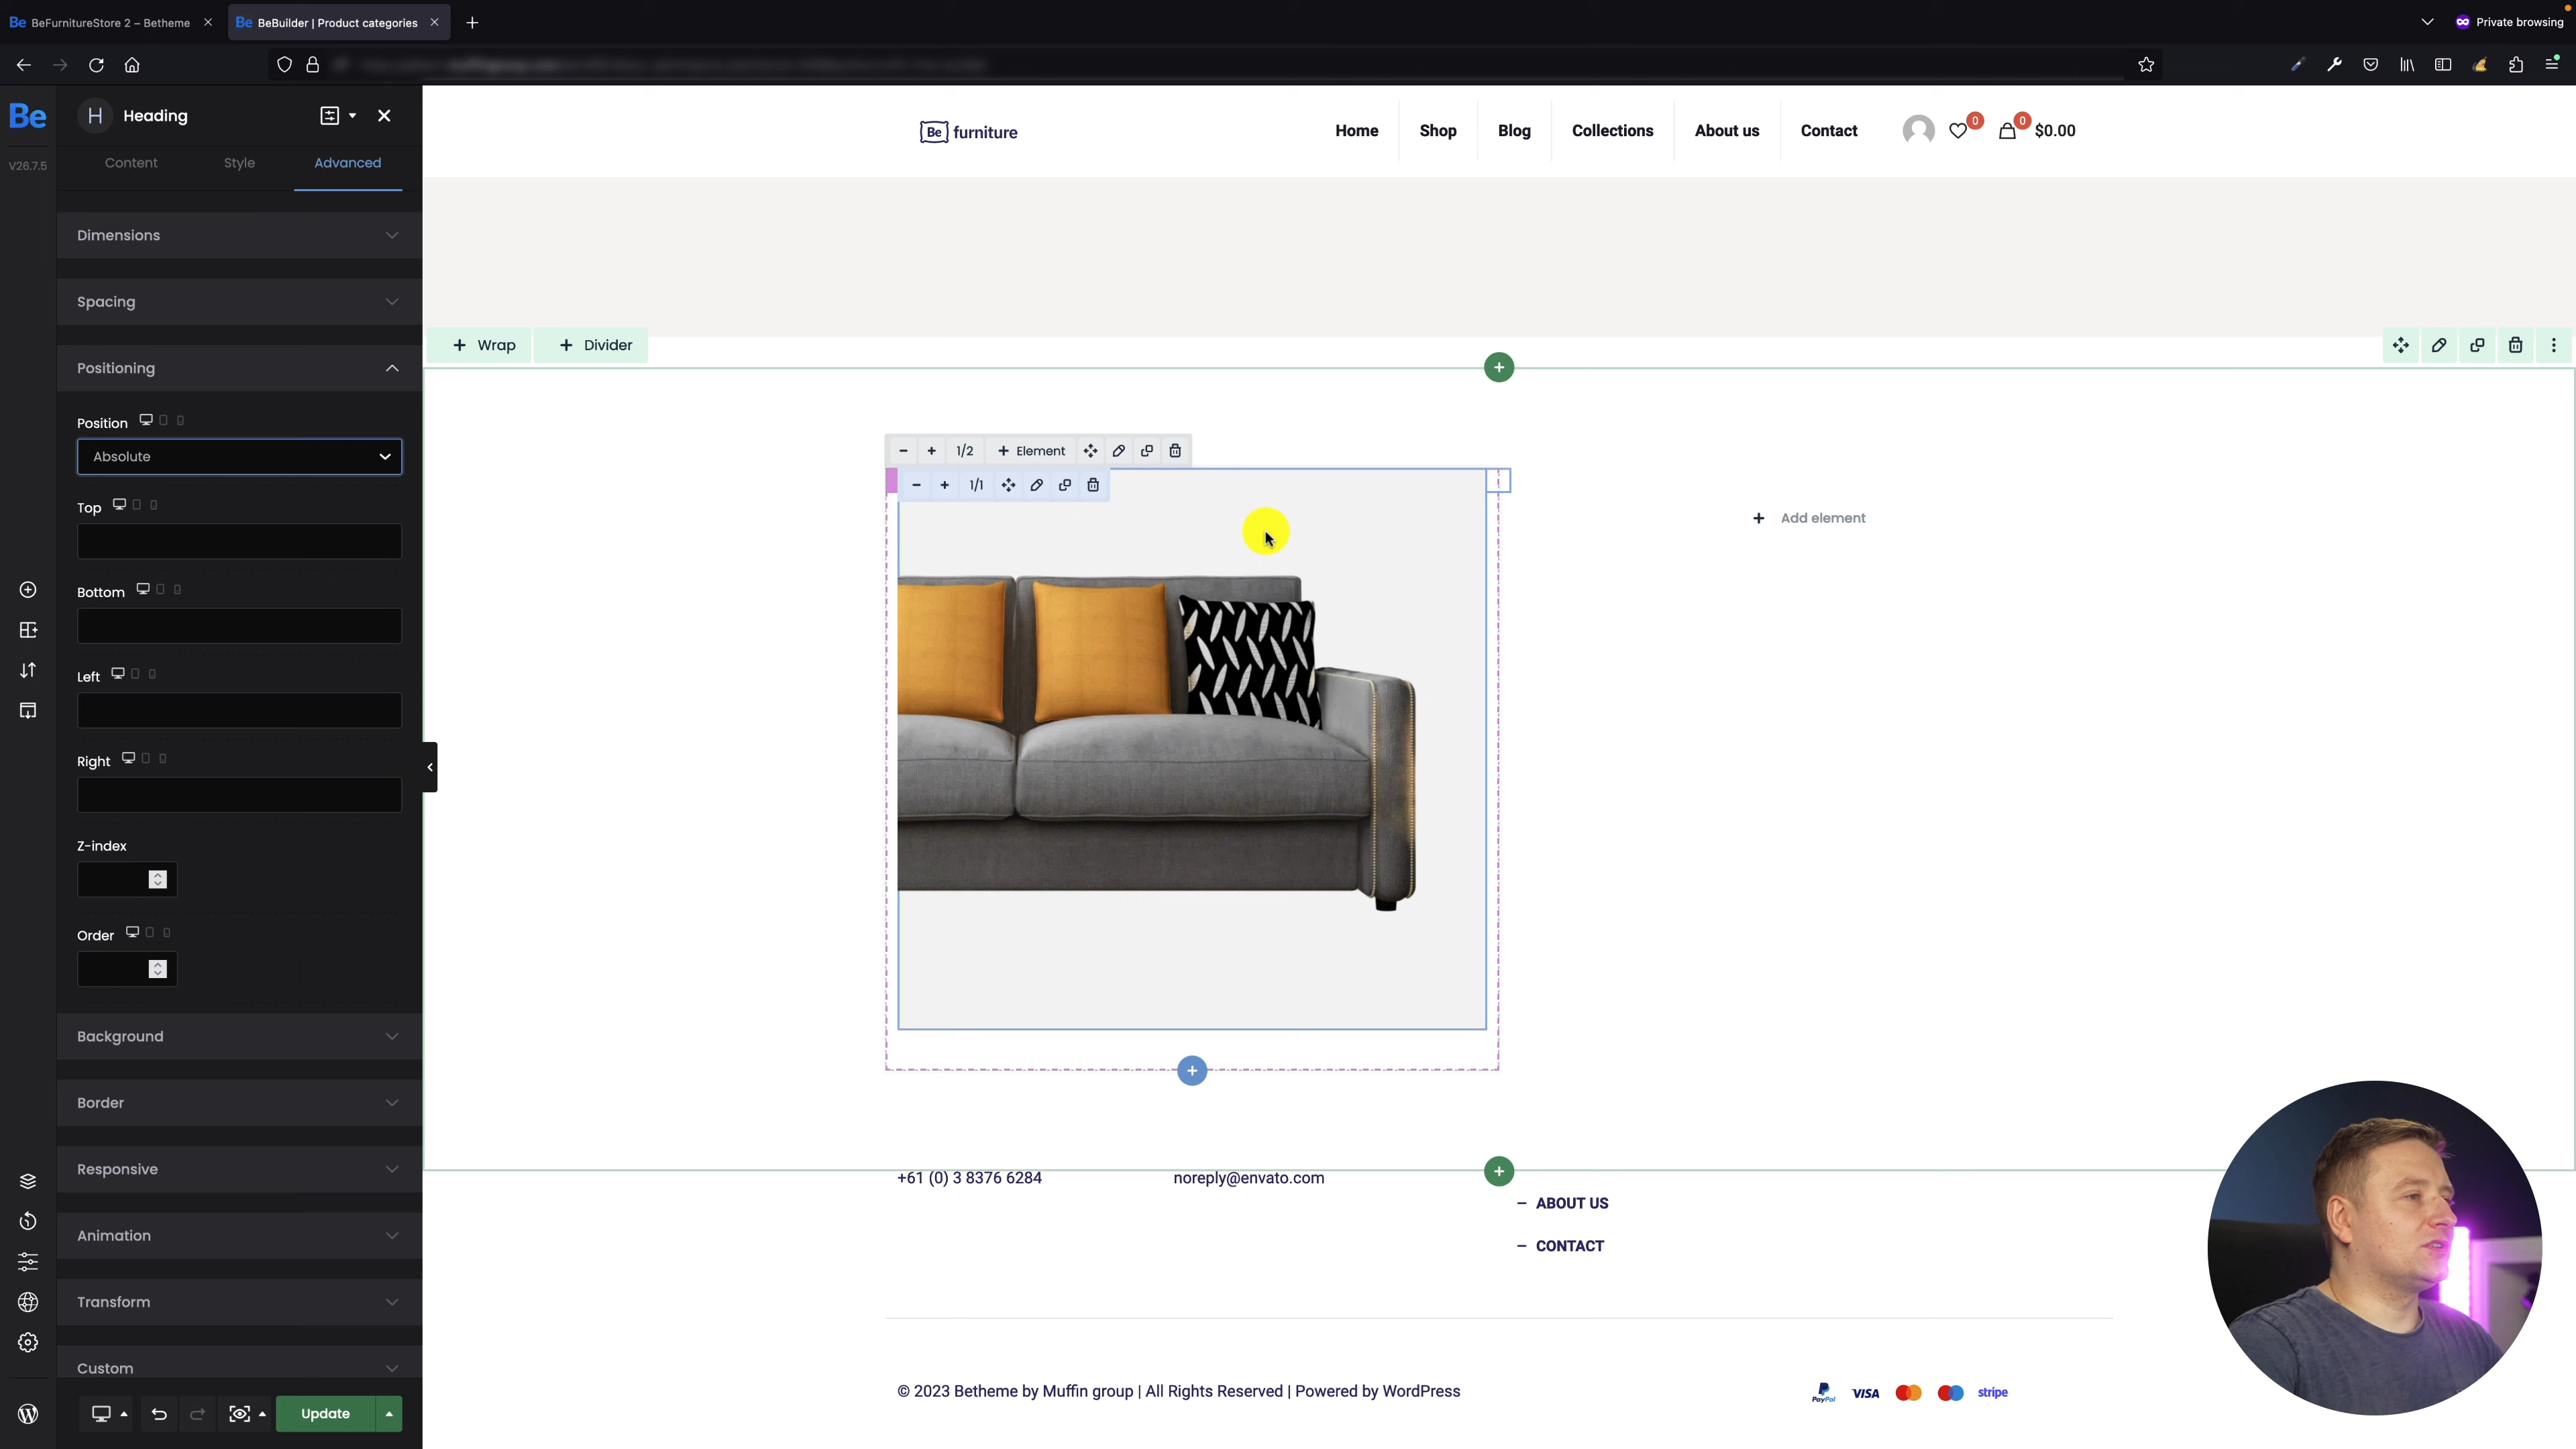 Be BeFurnitureStore 2 – Betheme
Be BeBuilder | Product categories
Private browsing
Be
V26.7.5
H Heading
Content Style Advanced
Dimensions
Spacing
Positioning
Position
Absolute
Top
Bottom
Left
Right
Z-index
Order
Background
Border
Responsive
Animation
Transform
Custom
Update
Be furniture
Home Shop Blog Collections About us Contact 0 0 $0.00
+ Wrap + Divider
1/2 + Element
1/1
+ Add element
+61 (0) 3 8376 6284 noreply@envato.com
– ABOUT US
– CONTACT
© 2023 Betheme by Muffin group | All Rights Reserved | Powered by WordPress
PayPal VISA stripe